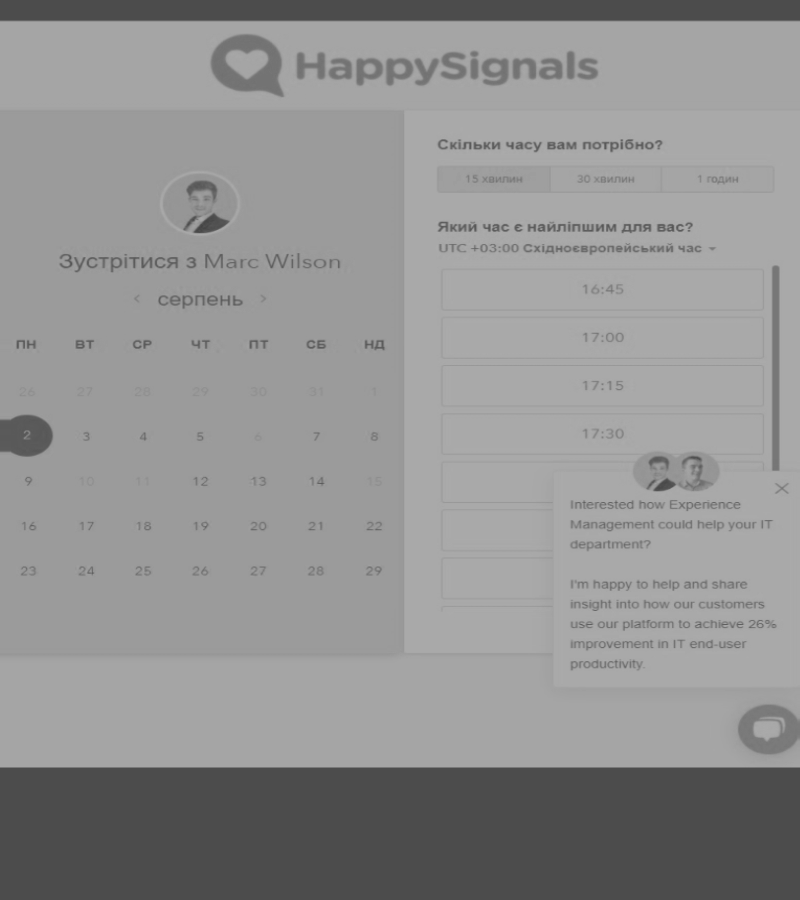 HappySignals
Зустрітися з Marc Wilson
серпень
ПН ВТ СР ЧТ ПТ СБ НД
26 27 28 29 30 31 1
2 3 4 5 6 7 8
9 10 11 12 13 14 15
16 17 18 19 20 21 22
23 24 25 26 27 28 29
Скільки часу вам потрібно?
15 хвилин 30 хвилин 1 годин
Який час є найліпшим для вас?
UTC +03:00 Східноєвропейський час
16:45
17:00
17:15
17:30
Interested how Experience
Management could help your IT
department?
I'm happy to help and share
insight into how our customers
use our platform to achieve 26%
improvement in IT end-user
productivity.